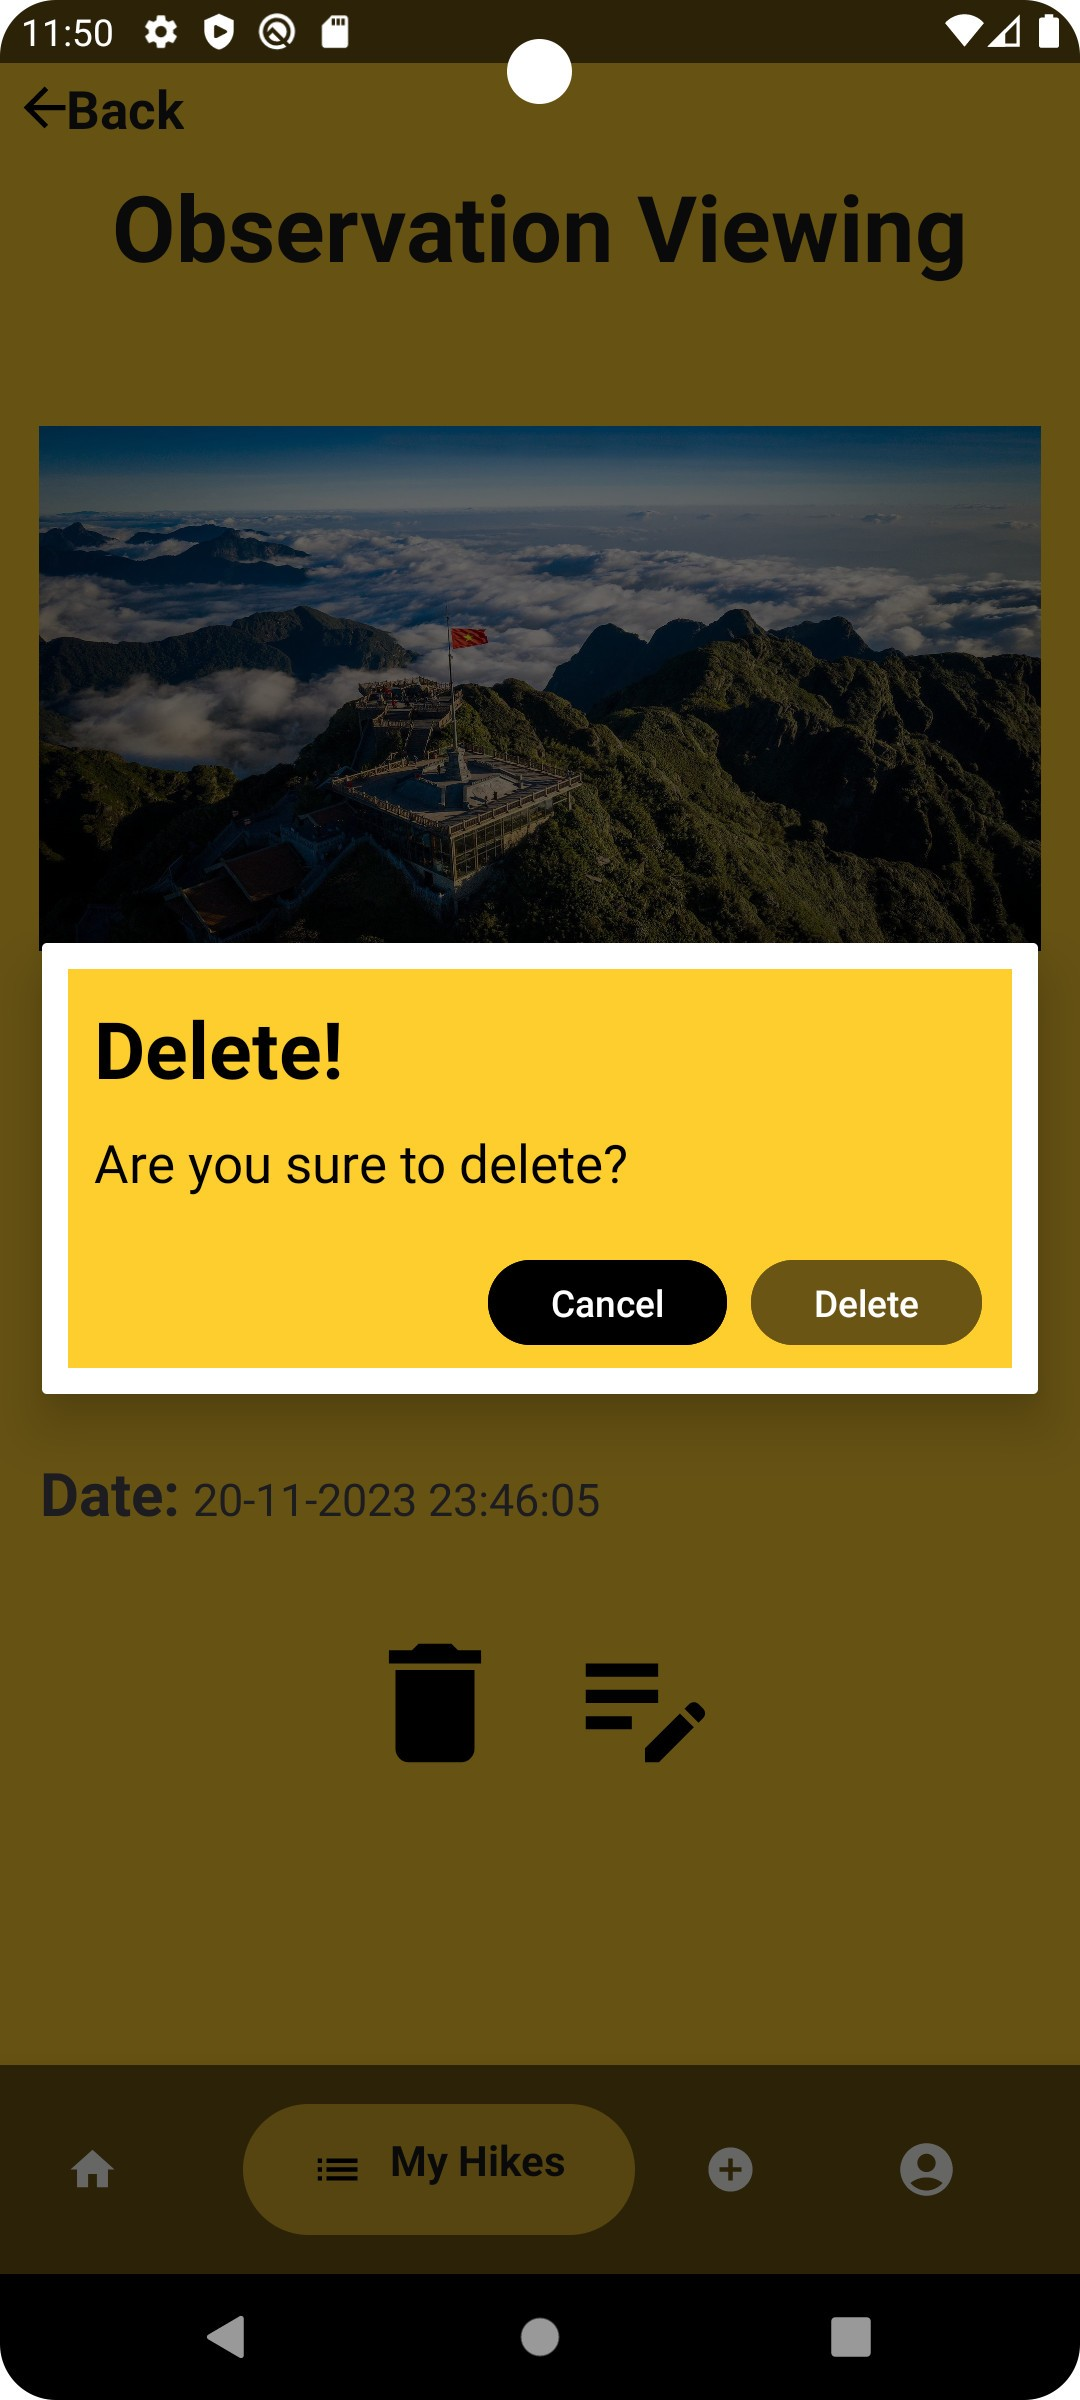 11:50
Back
Observation Viewing
Delete!
Are you sure to delete?
Cancel Delete
Date: 20-11-2023 23:46:05
My Hikes